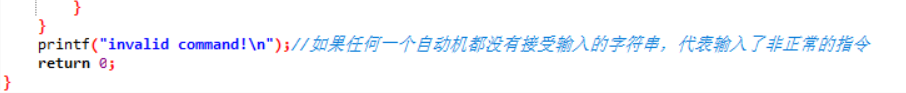 }
}
printf("invalid command!\n");//如果任何一个自动机都没有接受输入的字符串，代表输入了非正常的指令
return 0;
}